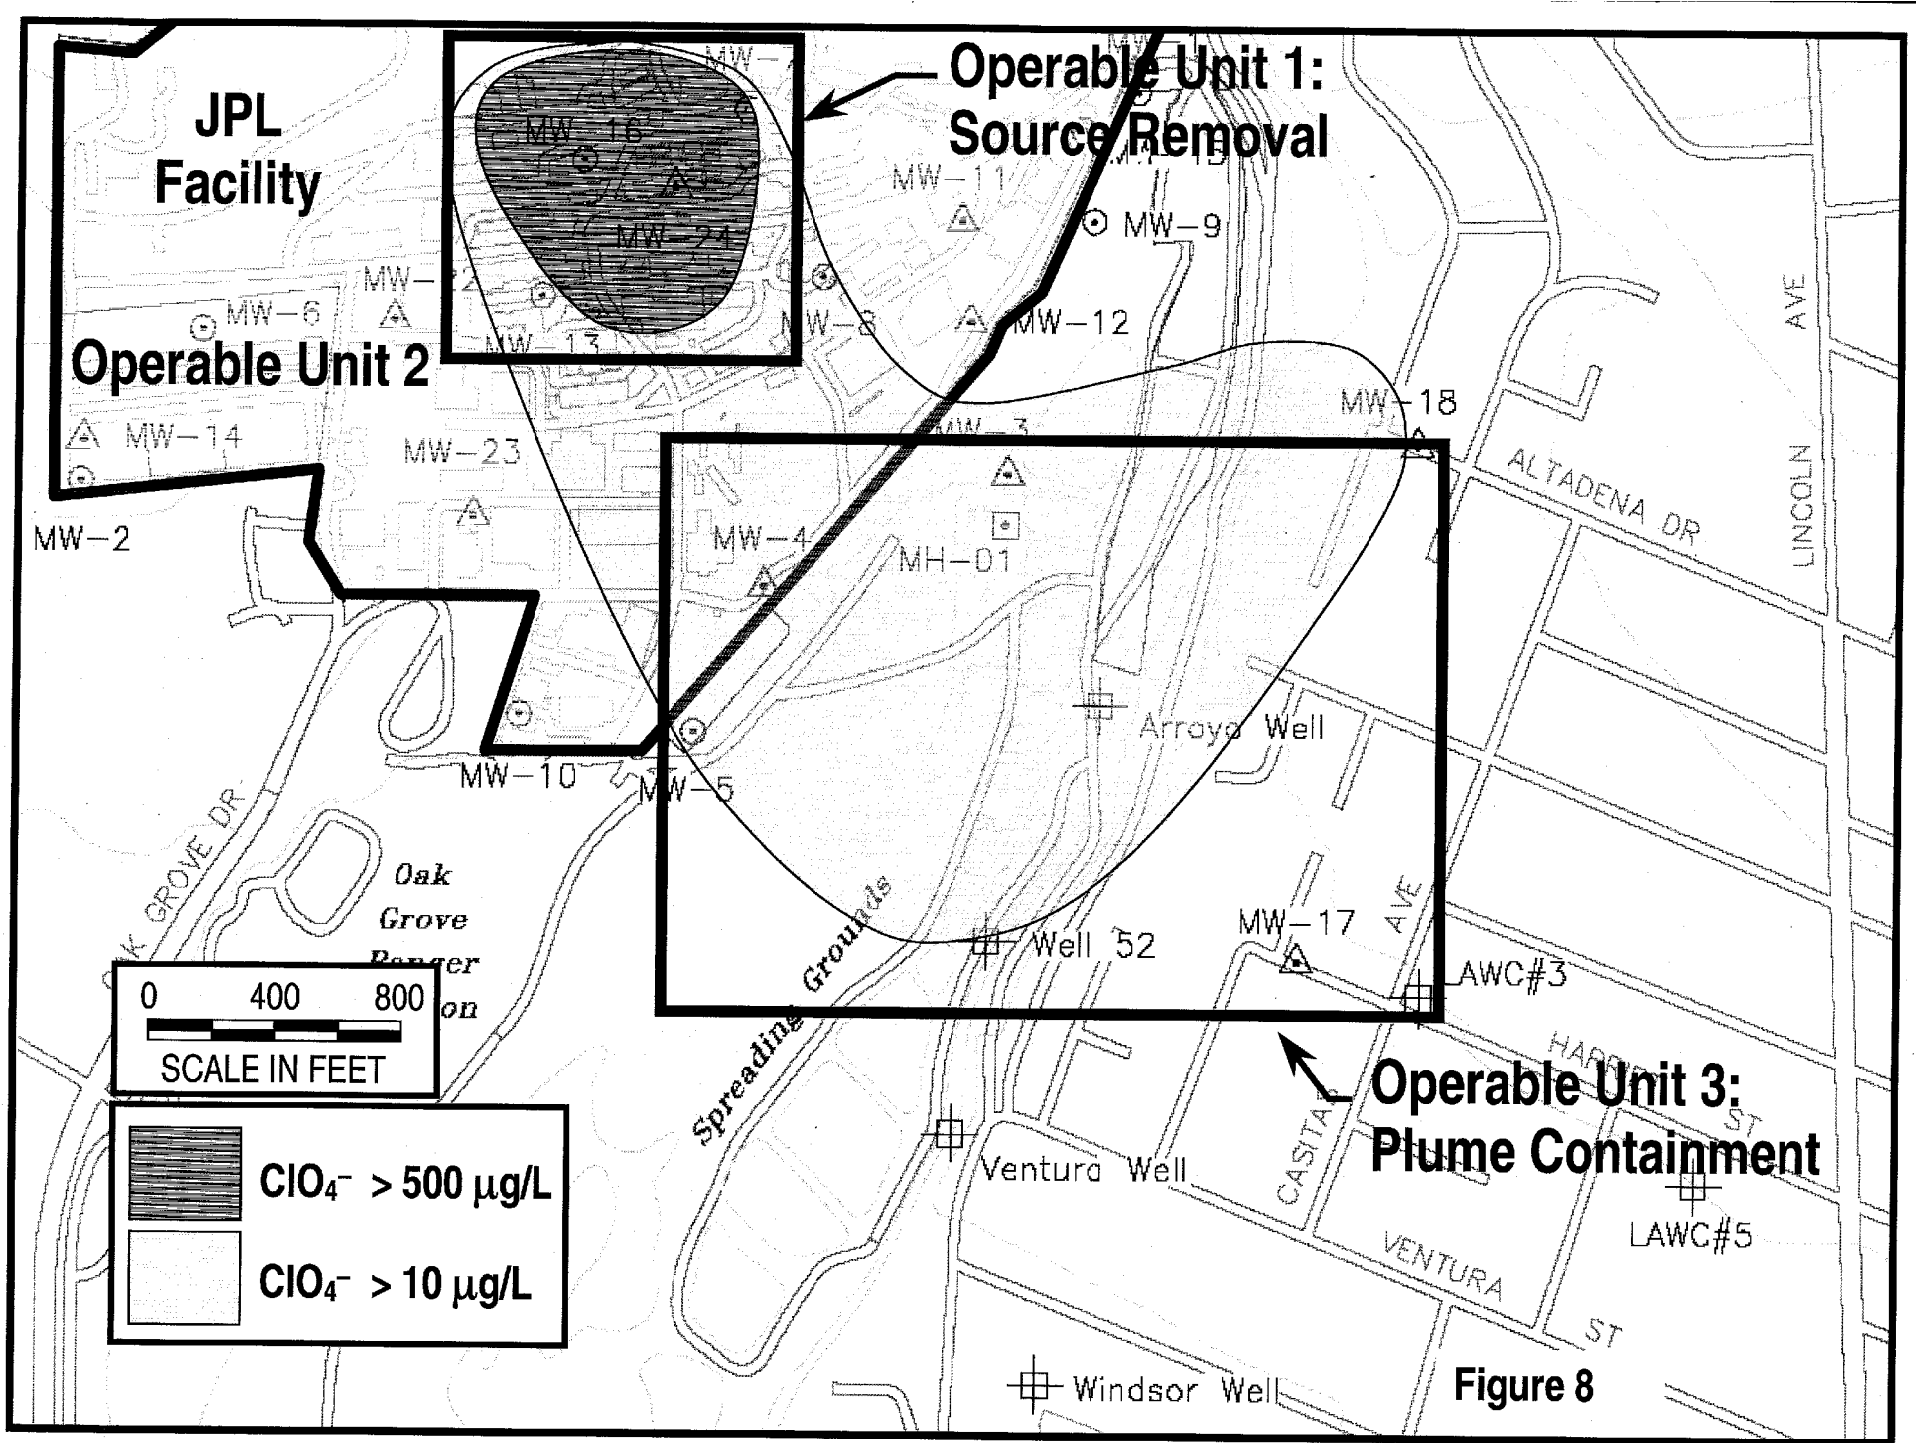 JPL
Facility
Operable Unit 1:
Source Removal
MW-16
MW-24
MW-11
MW-9
MW-12
MW-6
Operable Unit 2
MW-13
MW-8
MW-18
MW-14
MW-23
MW-3
MW-2
MW-4
MH-01
ALTADENA DR
LINCOLN
AVE
Arroyo Well
MW-10
MW-5
GROVE DR
Oak
Grove
Spreading Grounds
Well 52
MW-17
AVE
LAWC#3
0 400 800
SCALE IN FEET
Operable Unit 3:
Plume Containment
ST
ClO₄⁻ > 500 µg/L
ClO₄⁻ > 10 µg/L
Ventura Well
LAWC#5
VENTURA
ST
Windsor Well
Figure 8